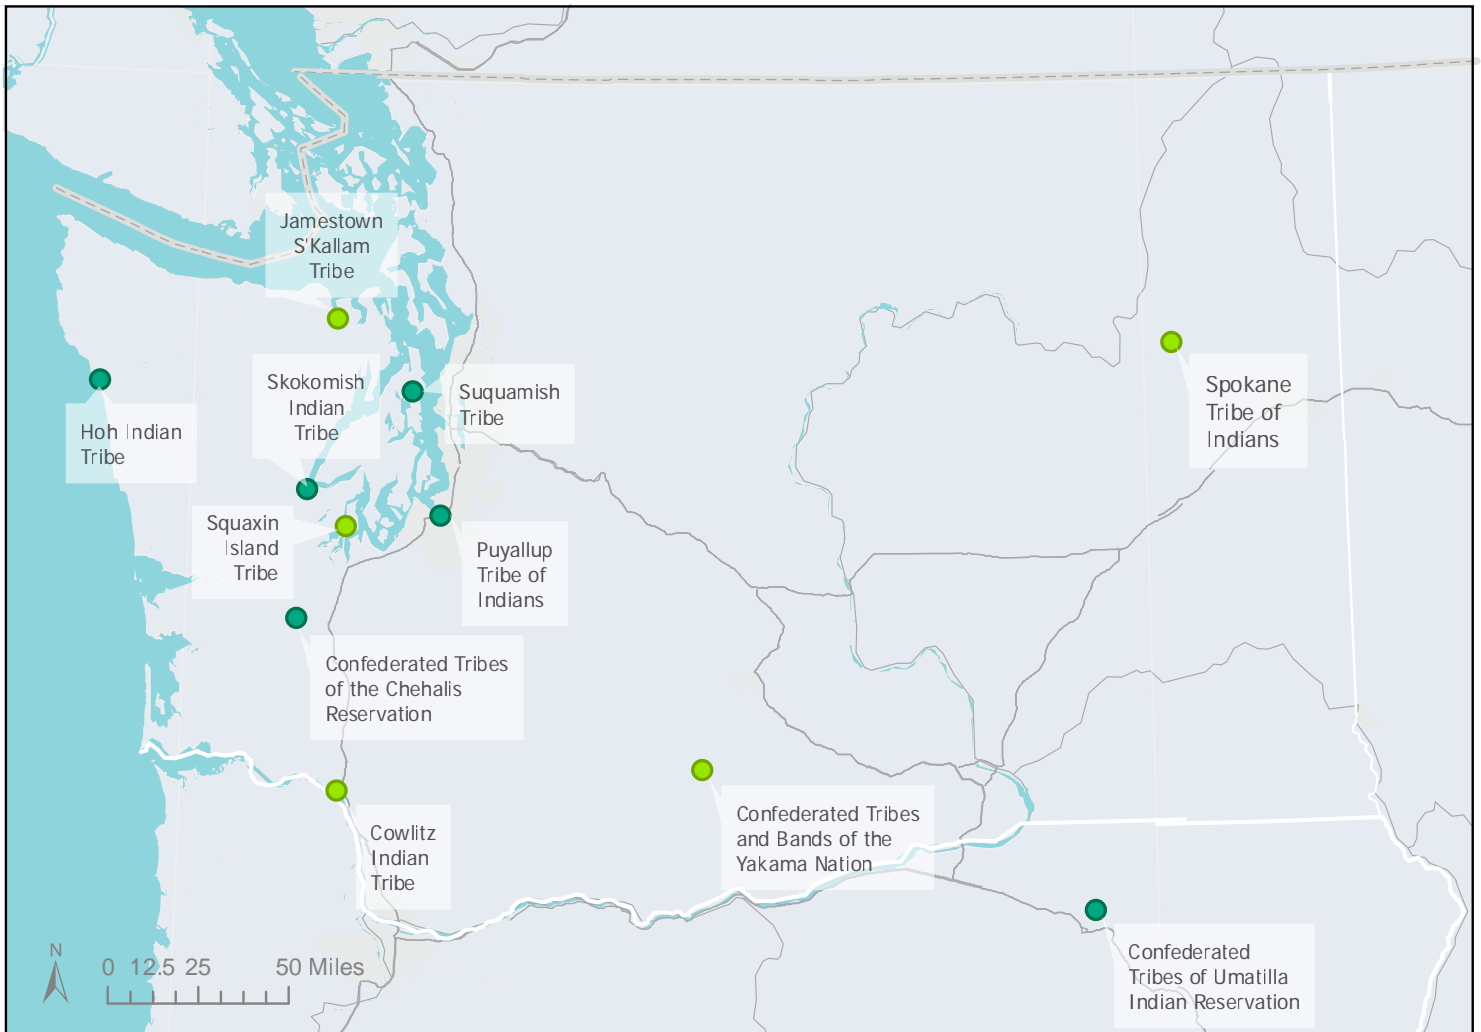 Jamestown
S'Kallam
Tribe
Skokomish
Indian
Tribe
Suquamish
Tribe
Spokane
Tribe of
Indians
Hoh Indian
Tribe
Squaxin
Island
Tribe
Puyallup
Tribe of
Indians
Confederated Tribes
of the Chehalis
Reservation
Cowlitz
Indian
Tribe
Confederated Tribes
and Bands of the
Yakama Nation
Confederated
Tribes of Umatilla
Indian Reservation
N
0 12.5 25 50 Miles